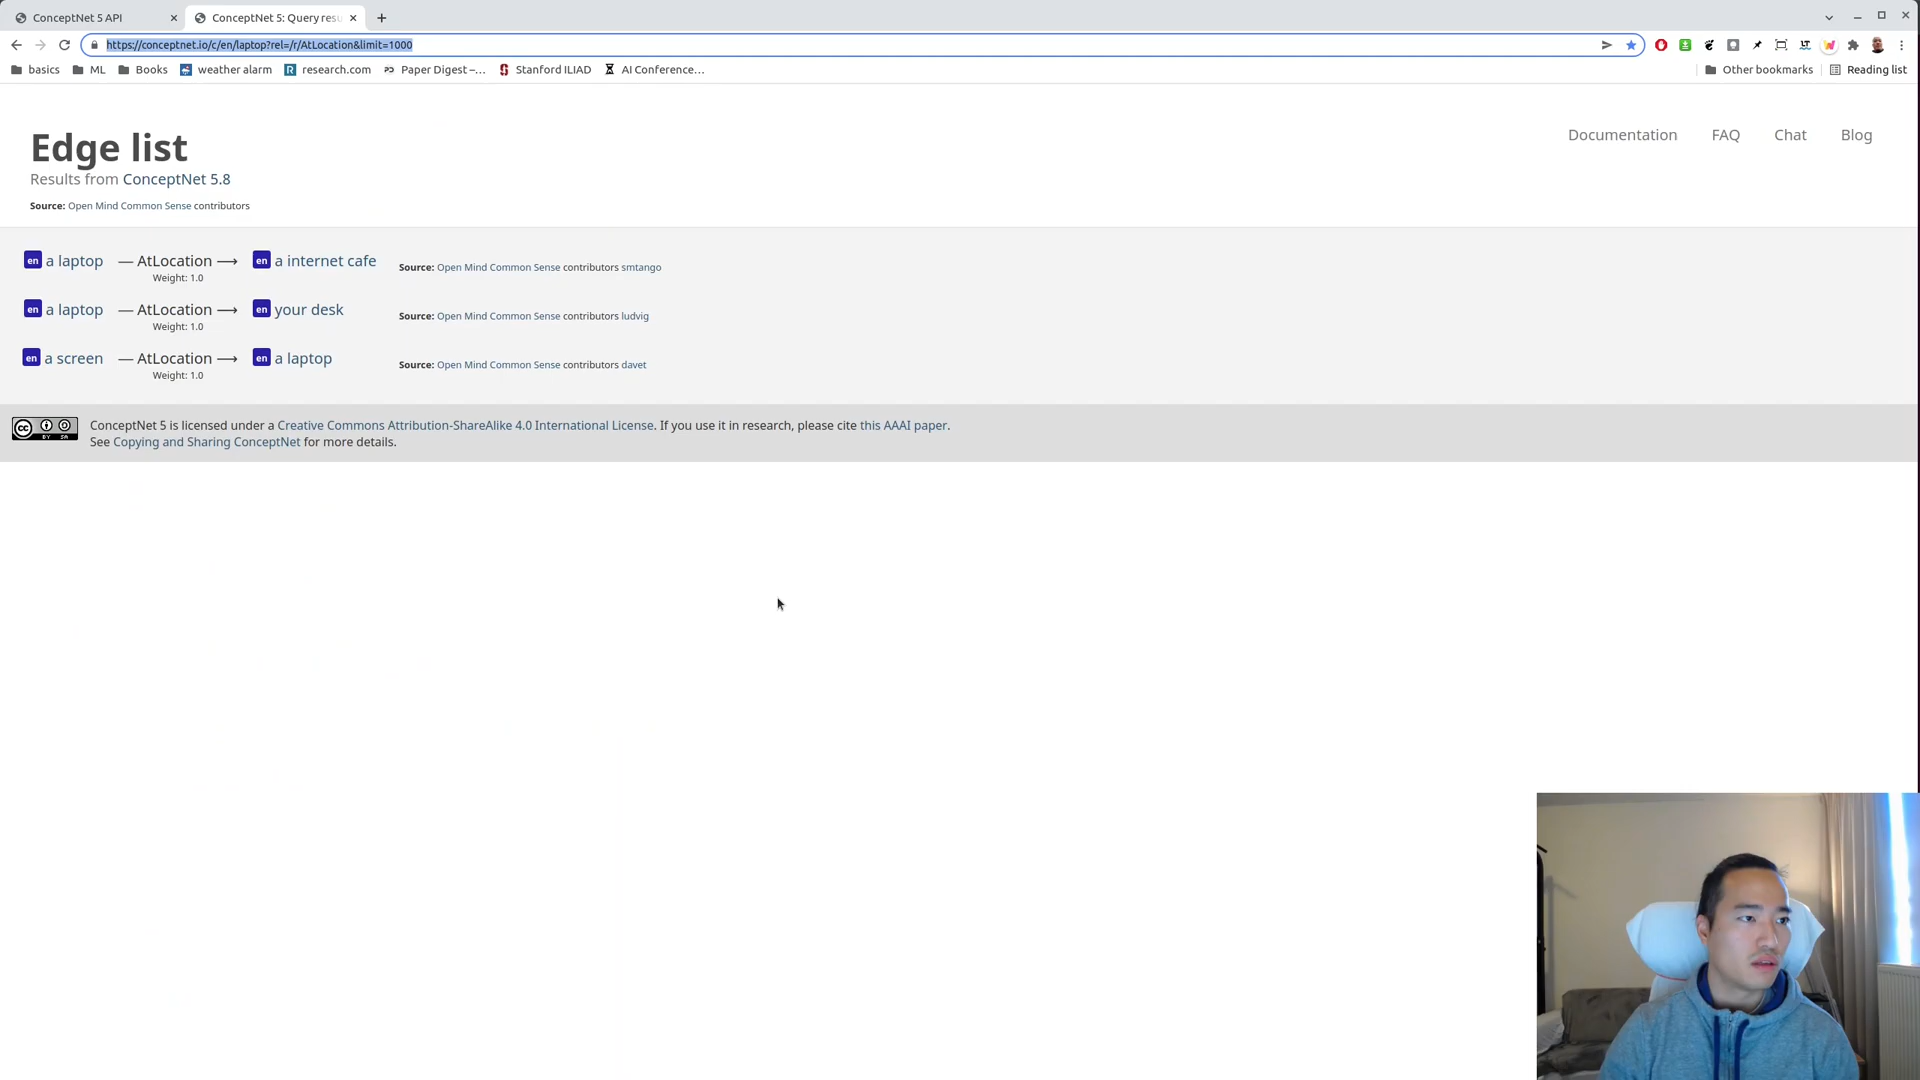 ConceptNet 5 API
ConceptNet 5: Query resu
https://conceptnet.io/c/en/laptop?rel=/r/AtLocation&limit=1000
basics ML Books weather alarm research.com Paper Digest –... Stanford ILIAD AI Conference... Other bookmarks Reading list
Edge list
Documentation FAQ Chat Blog
Results from ConceptNet 5.8
Source: Open Mind Common Sense contributors
en a laptop — AtLocation ⟶ en a internet cafe Source: Open Mind Common Sense contributors smtango
Weight: 1.0
en a laptop — AtLocation ⟶ en your desk Source: Open Mind Common Sense contributors ludvig
Weight: 1.0
en a screen — AtLocation ⟶ en a laptop Source: Open Mind Common Sense contributors davet
Weight: 1.0
cc BY SA
ConceptNet 5 is licensed under a Creative Commons Attribution-ShareAlike 4.0 International License. If you use it in research, please cite this AAAI paper.
See Copying and Sharing ConceptNet for more details.